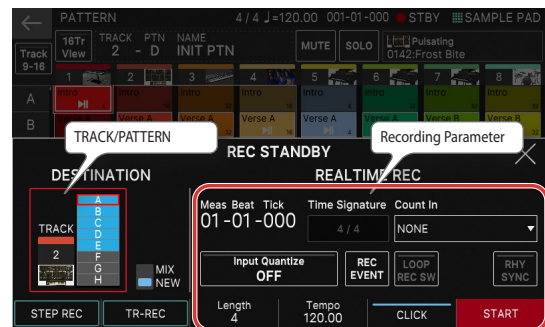 PATTERN 4 / 4 ♩=120.00 001-01-000 STBY SAMPLE PAD
Track 9-16
16Tr View
TRACK PTN NAME
2 - D INIT PTN
MUTE SOLO
Pulsating
0142:Frost Bite
1 2 3 4 5 6 7 8
A Intro Intro Intro Intro Intro Intro Intro Intro
B Verse A Verse A Verse A Verse A Verse A Verse B Verse B
TRACK/PATTERN
Recording Parameter
REC STANDBY
DESTINATION
REALTIME REC
TRACK
2
A
B
C
D
E
F
G
H
MIX
NEW
Meas Beat Tick
01-01-000
Time Signature
4 / 4
Count In
NONE
Input Quantize
OFF
REC EVENT
LOOP REC SW
RHY SYNC
STEP REC
TR-REC
Length
4
Tempo
120.00
CLICK
START